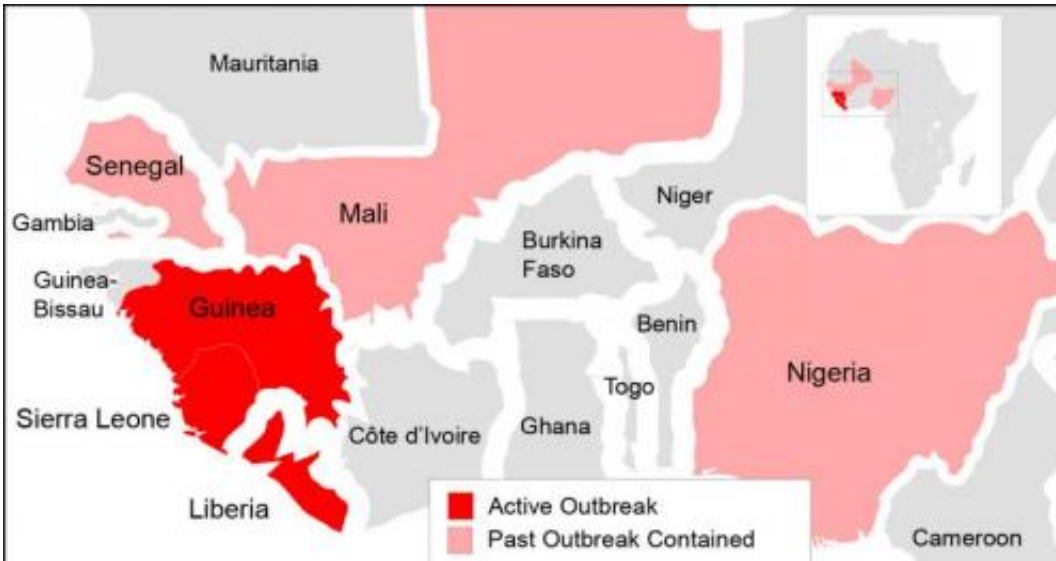 Mauritania
Senegal
Mali
Niger
Gambia
Burkina
Faso
Guinea-
Bissau
Guinea
Benin
Nigeria
Togo
Sierra Leone
Côte d'Ivoire
Ghana
Liberia
Active Outbreak
Past Outbreak Contained
Cameroon